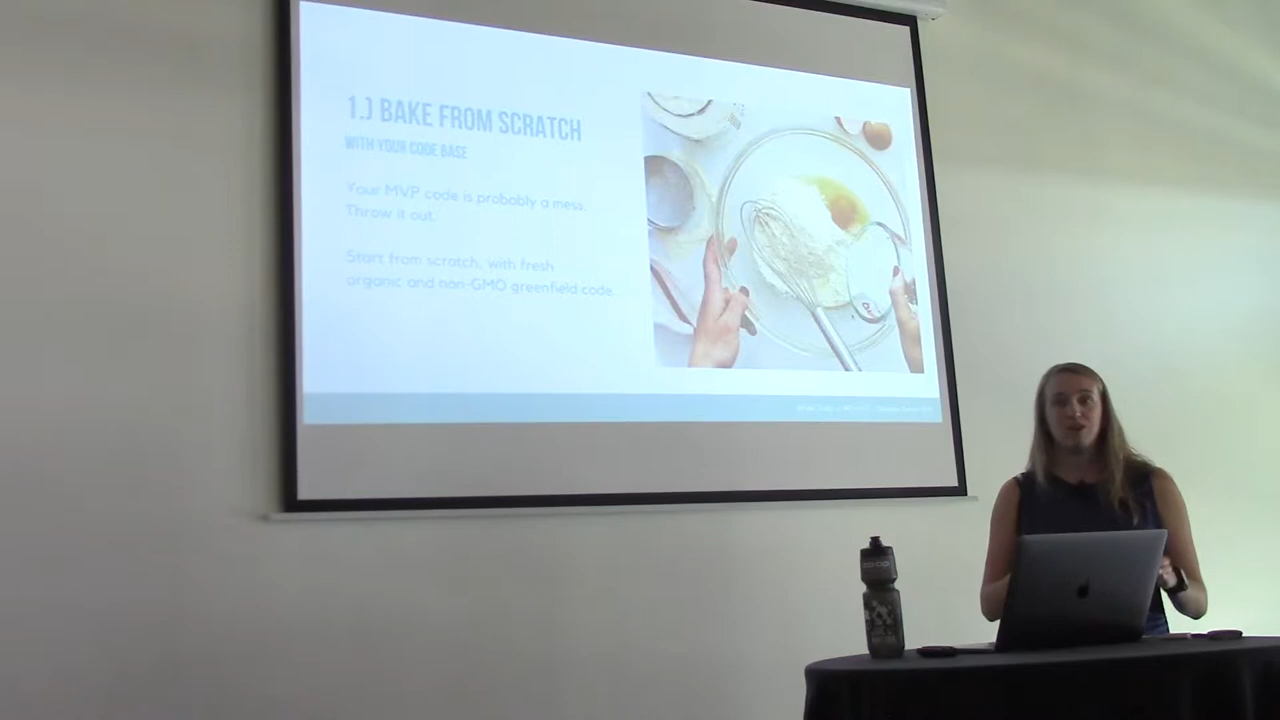 1.) BAKE FROM SCRATCH
WITH YOUR CODE BASE
Your MVP code is probably a mess.
Throw it out.
Start from scratch, with fresh
organic and non-GMO greenfield code.